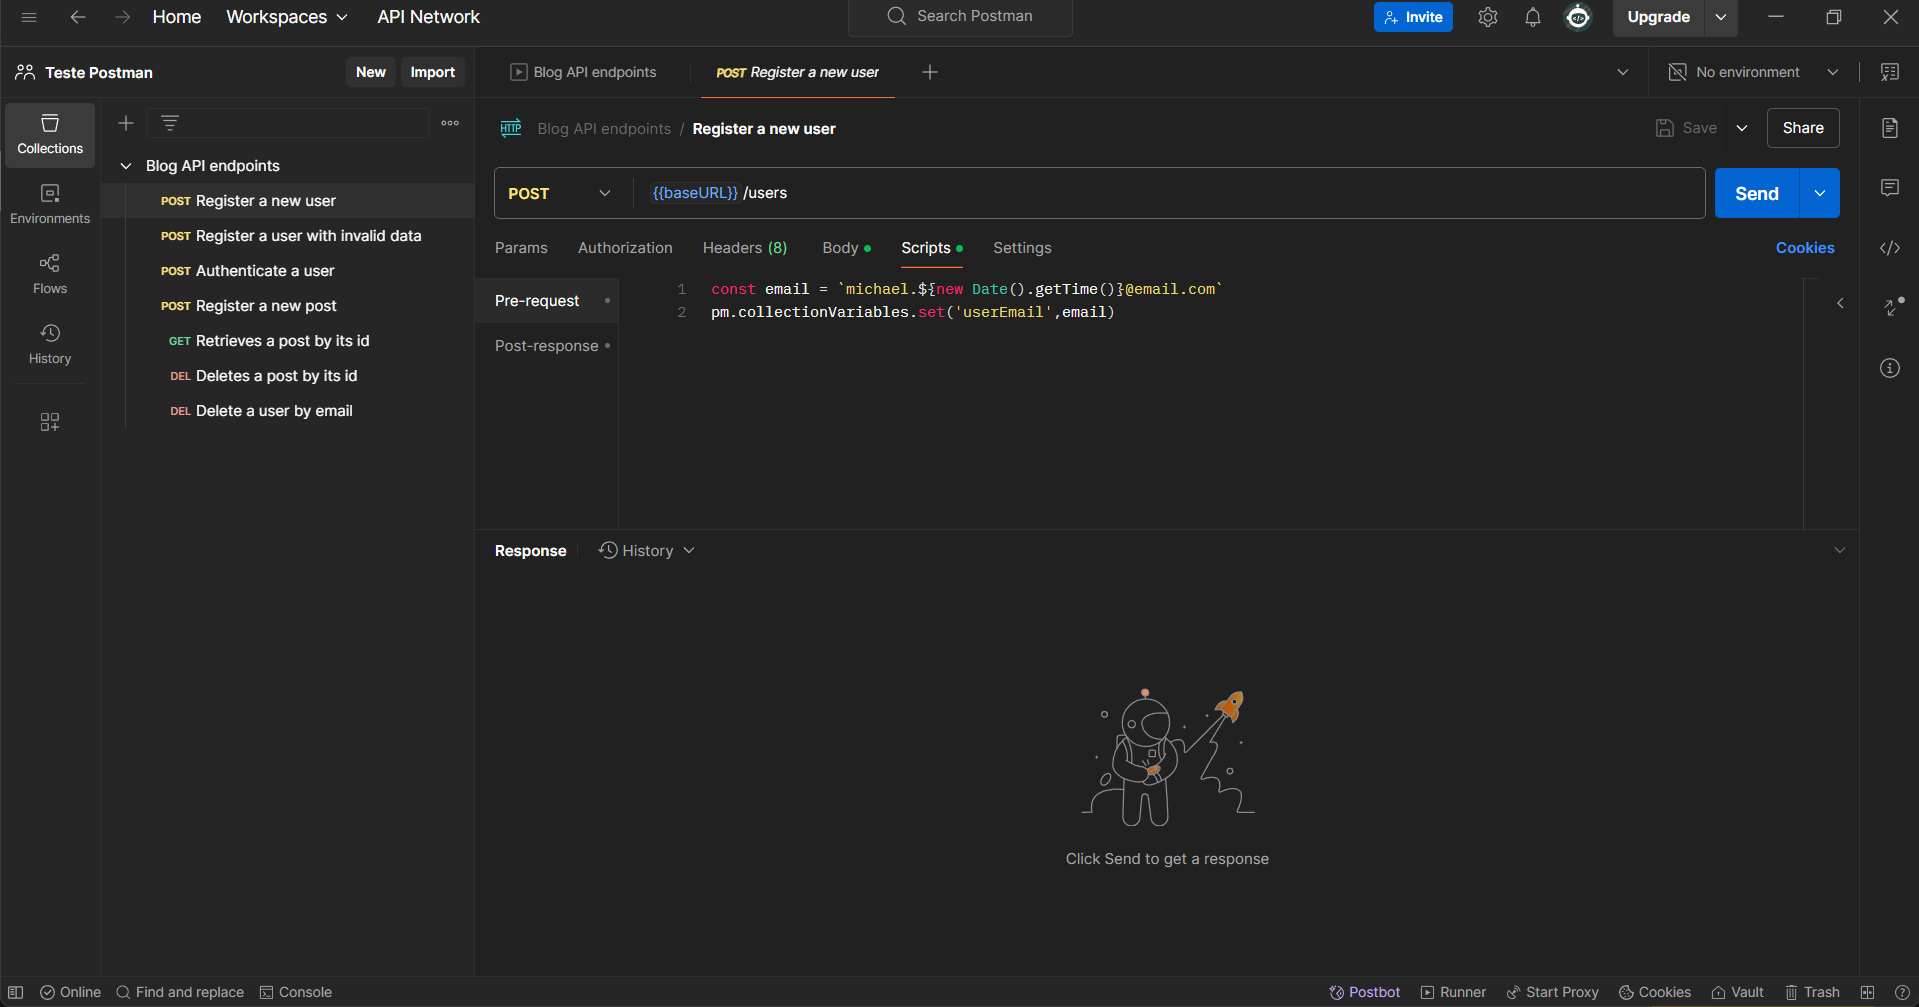 Home Workspaces API Network Search Postman Invite Upgrade
Teste Postman New Import Blog API endpoints POST Register a new user No environment
Collections
Environments
Flows
History
Blog API endpoints
POST Register a new user
POST Register a user with invalid data
POST Authenticate a user
POST Register a new post
GET Retrieves a post by its id
DEL Deletes a post by its id
DEL Delete a user by email
HTTP Blog API endpoints / Register a new user Save Share
POST {{baseURL}} /users Send
Params Authorization Headers (8) Body Scripts Settings Cookies
Pre-request
Post-response
1 const email = `michael.${new Date().getTime()}@email.com`
2 pm.collectionVariables.set('userEmail',email)
Response History
Click Send to get a response
Online Find and replace Console Postbot Runner Start Proxy Cookies Vault Trash